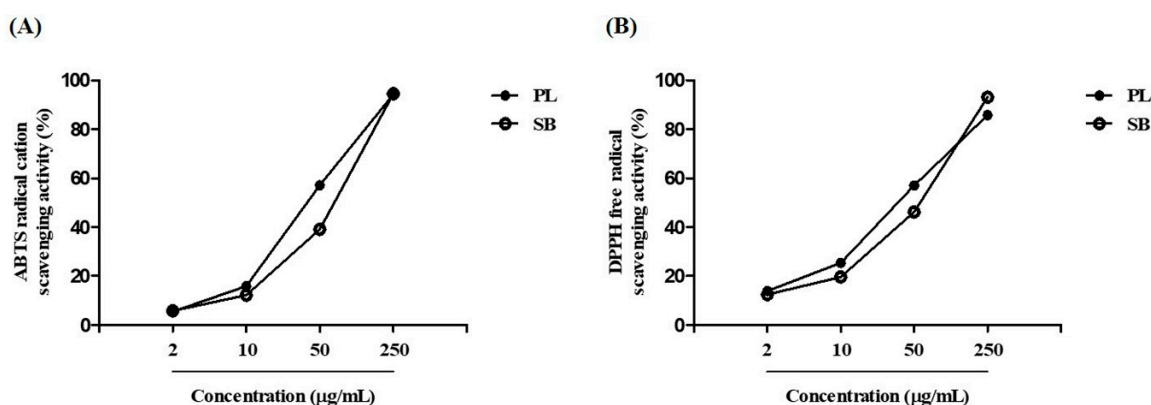 (A)
ABTS radical cation
scavenging activity (%)
100
80
60
40
20
0
2 10 50 250
Concentration (µg/mL)
PL
SB
(B)
DPPH free radical
scavenging activity (%)
100
80
60
40
20
0
2 10 50 250
Concentration (µg/mL)
PL
SB